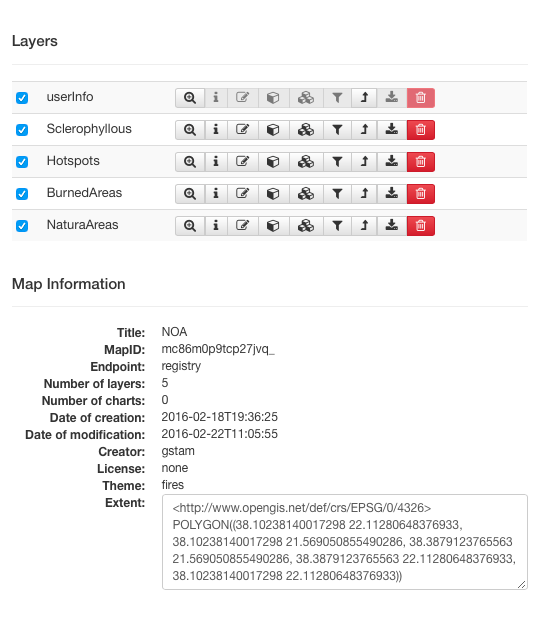 Layers
userInfo
Sclerophyllous
Hotspots
BurnedAreas
NaturaAreas
Map Information
Title: NOA
MapID: mc86m0p9tcp27jvq_
Endpoint: registry
Number of layers: 5
Number of charts: 0
Date of creation: 2016-02-18T19:36:25
Date of modification: 2016-02-22T11:05:55
Creator: gstam
License: none
Theme: fires
Extent: <http://www.opengis.net/def/crs/EPSG/0/4326>
POLYGON((38.10238140017298 22.11280648376933,
38.10238140017298 21.569050855490286, 38.3879123765563
21.569050855490286, 38.3879123765563 22.11280648376933,
38.10238140017298 22.11280648376933))